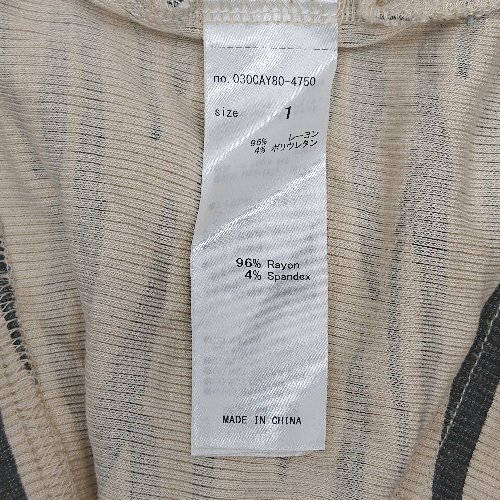 no. 030CAY80-4750
size 1
96% レーヨン
4% ポリウレタン
96% Rayon
4% Spandex
MADE IN CHINA